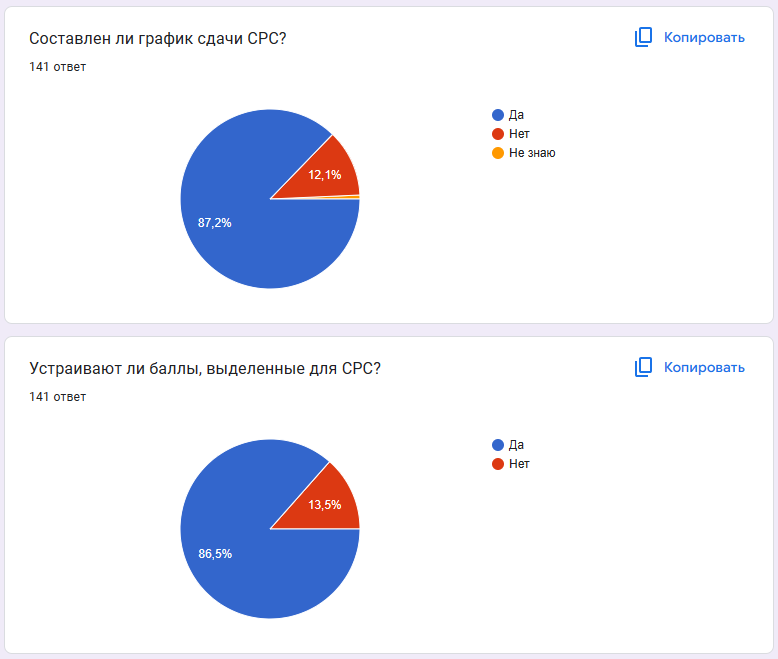 Составлен ли график сдачи СРС?
Копировать
141 ответ
Да
Нет
Не знаю
12,1%
87,2%
Устраивают ли баллы, выделенные для СРС?
Копировать
141 ответ
Да
Нет
13,5%
86,5%